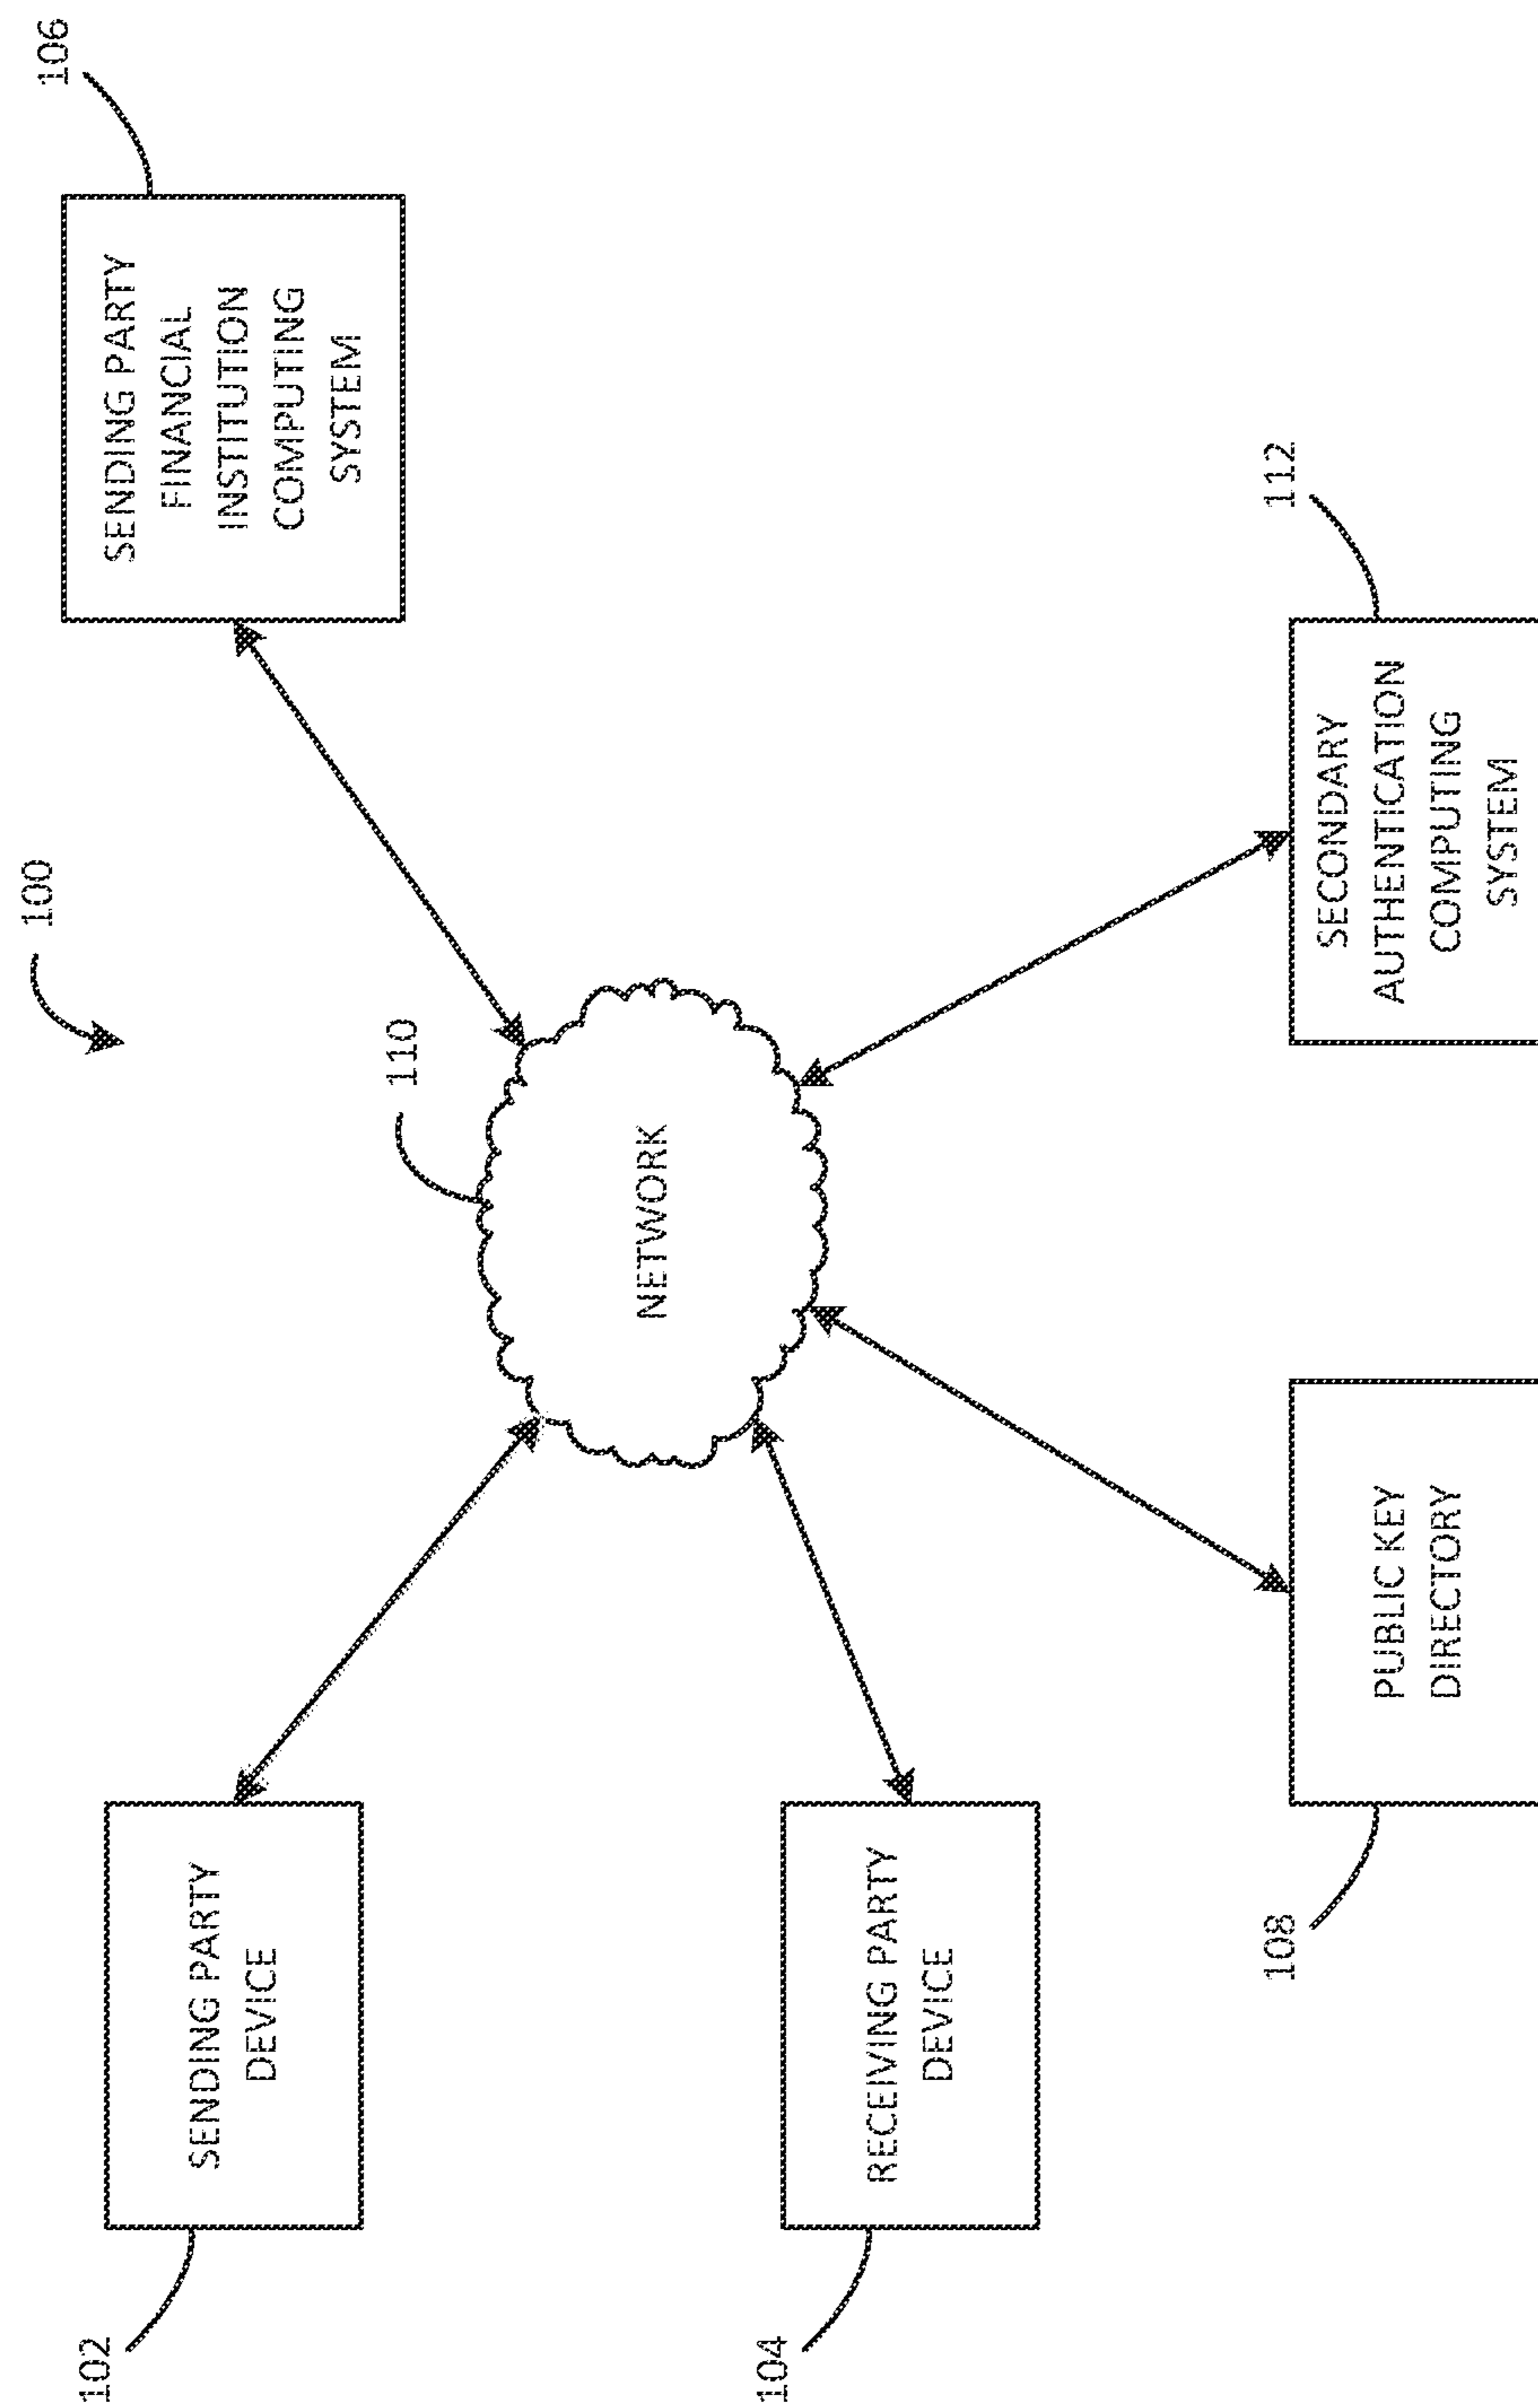 100
102
SENDING PARTY
DEVICE
106
SENDING PARTY
FINANCIAL
INSTITUTION
COMPUTING
SYSTEM
110
NETWORK
104
RECEIVING PARTY
DEVICE
108
PUBLIC KEY
DIRECTORY
112
SECONDARY
AUTHENTICATION
COMPUTING
SYSTEM